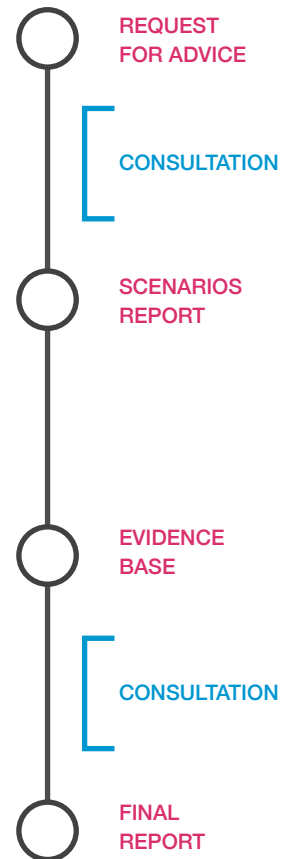 REQUEST
FOR ADVICE
CONSULTATION
SCENARIOS
REPORT
EVIDENCE
BASE
CONSULTATION
FINAL
REPORT